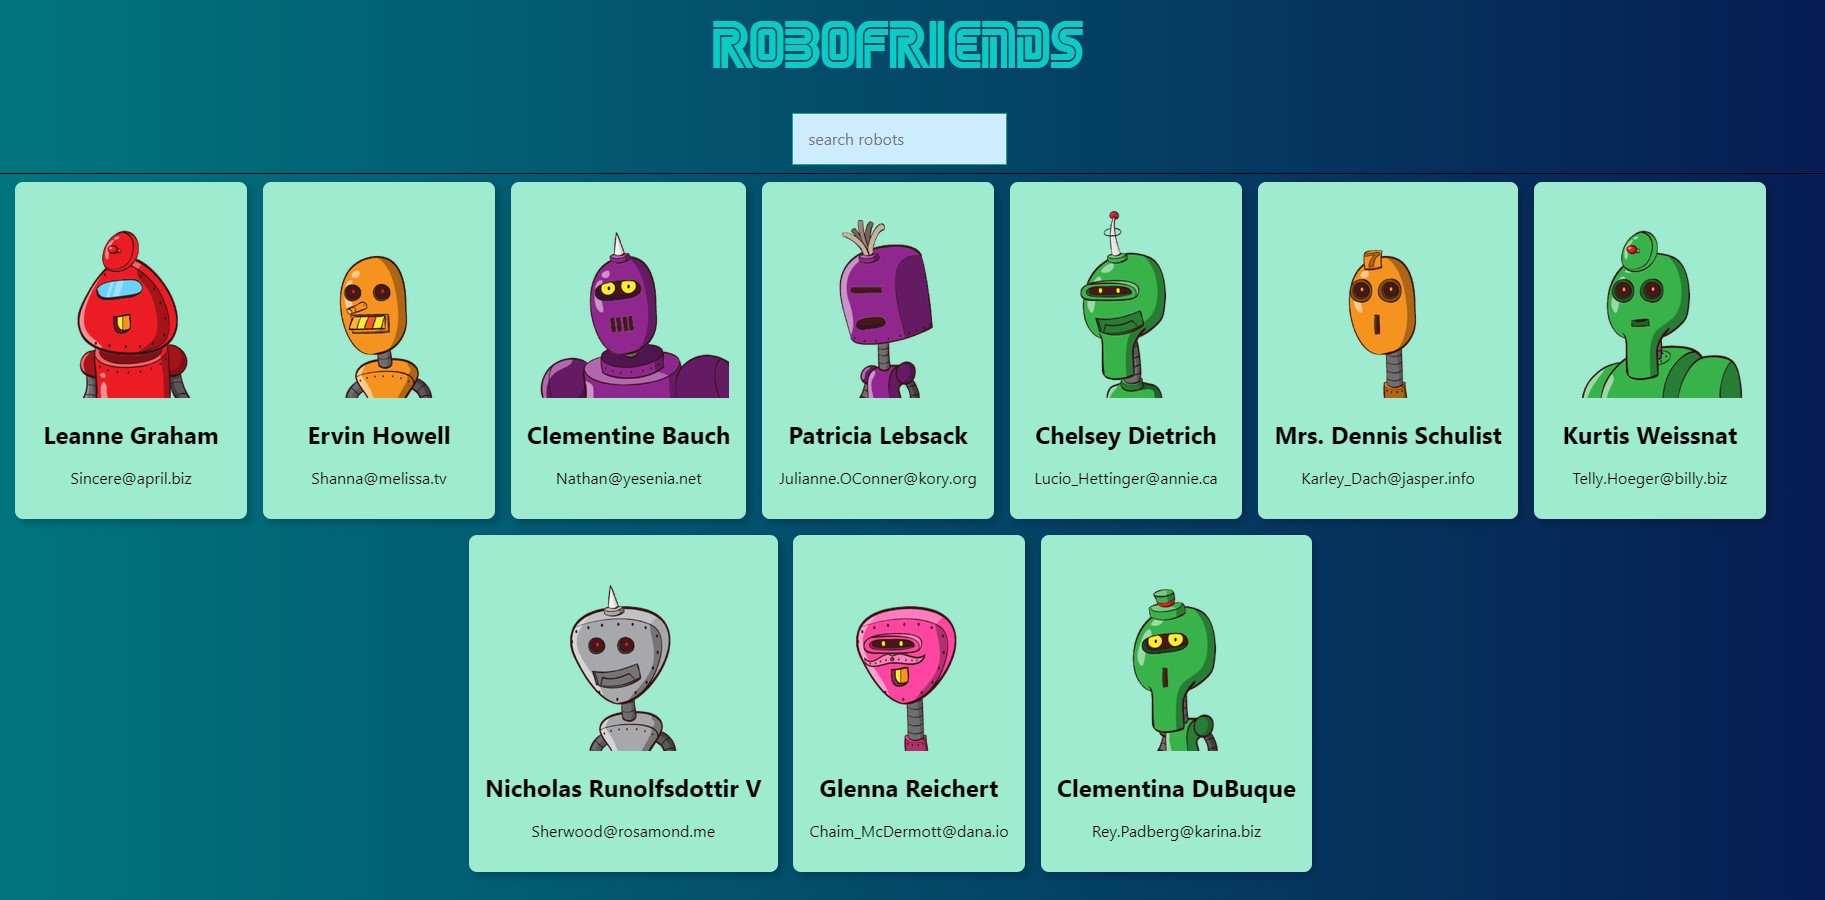 ROBOFRIENDS
search robots
7
Leanne Graham
Sincere@april.biz
Ervin Howell
Shanna@melissa.tv
Clementine Bauch
Nathan@yesenia.net
Patricia Lebsack
Julianne.OConner@kory.org
Chelsey Dietrich
Lucio_Hettinger@annie.ca
Mrs. Dennis Schulist
Karley_Dach@jasper.info
Kurtis Weissnat
Telly.Hoeger@billy.biz
Nicholas Runolfsdottir V
Sherwood@rosamond.me
Glenna Reichert
Chaim_McDermott@dana.io
Clementina DuBuque
Rey.Padberg@karina.biz